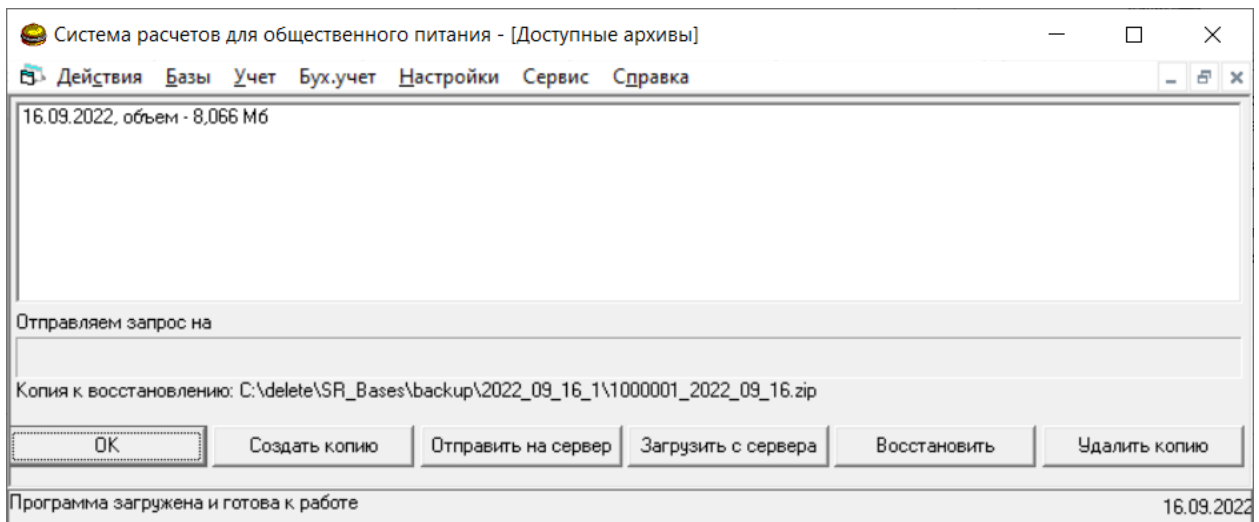 Система расчетов для общественного питания - [Доступные архивы]
Действия Базы Учет Бух.учет Настройки Сервис Справка
16.09.2022, объем - 8,066 Мб
Отправляем запрос на
Копия к восстановлению: C:\delete\SR_Bases\backup\2022_09_16_1\1000001_2022_09_16.zip
ОК Создать копию Отправить на сервер Загрузить с сервера Восстановить Удалить копию
Программа загружена и готова к работе 16.09.2022